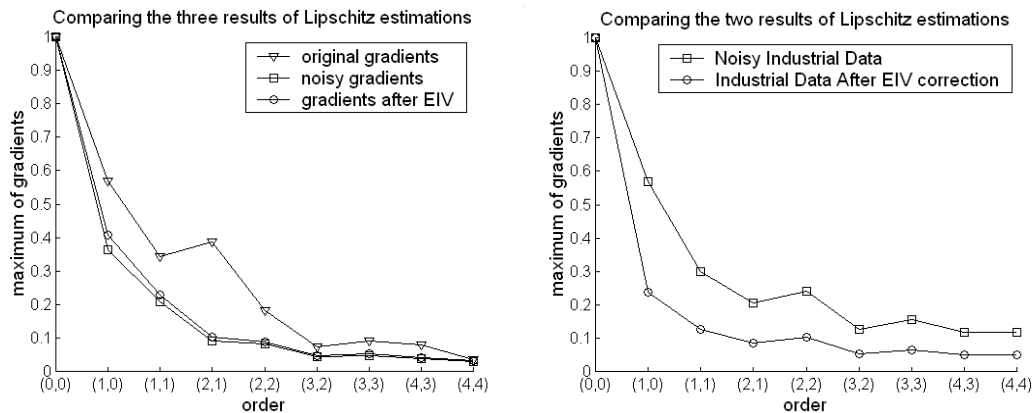 Comparing the three results of Lipschitz estimations
original gradients
noisy gradients
gradients after EIV
maximum of gradients
1
0.9
0.8
0.7
0.6
0.5
0.4
0.3
0.2
0.1
0
(0,0) (1,0) (1,1) (2,1) (2,2) (3,2) (3,3) (4,3) (4,4)
order
Comparing the two results of Lipschitz estimations
Noisy Industrial Data
Industrial Data After EIV correction
maximum of gradients
1
0.9
0.8
0.7
0.6
0.5
0.4
0.3
0.2
0.1
0
(0,0) (1,0) (1,1) (2,1) (2,2) (3,2) (3,3) (4,3) (4,4)
order